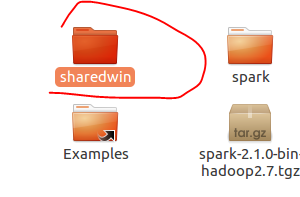 sharedwin
spark
tar.gz
Examples
spark-2.1.0-bin-
hadoop2.7.tgz